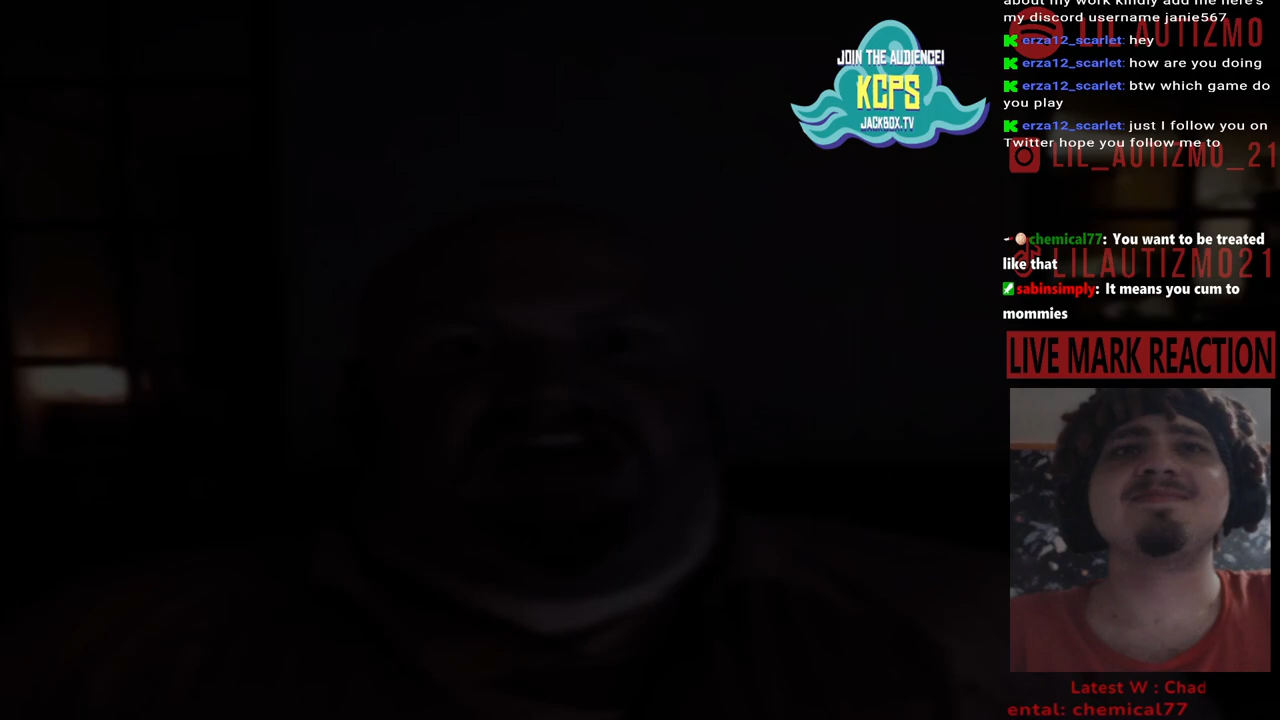 JOIN THE AUDIENCE!
KCPS
JACKBOX.TV
about my work kindly add me here's
my discord username janie567
LIL AUTIZMO
erza12_scarlet: hey
erza12_scarlet: how are you doing
erza12_scarlet: btw which game do
you play
erza12_scarlet: just I follow you on
Twitter hope you follow me to
LIL_AUTIZMO_21
chemical77: You want to be treated
like that
LILAUTIZMO21
sabinsimply: It means you cum to
mommies
LIVE MARK REACTION
Latest W : Chad
ental: chemical77